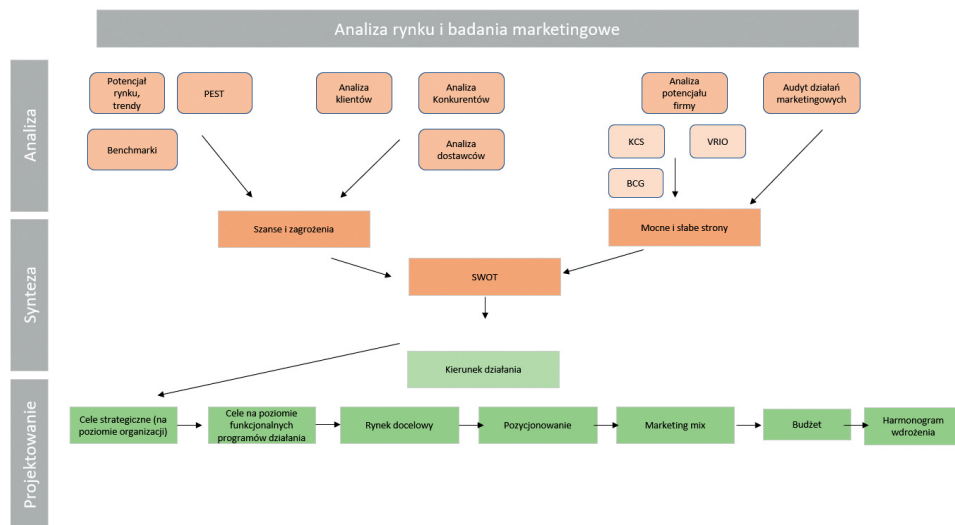 Analiza rynku i badania marketingowe
Analiza
Potencjał
rynku,
trendy
PEST
Benchmarki
Analiza
klientów
Analiza
Konkurentów
Analiza
dostawców
Analiza
potencjału
firmy
KCS
VRIO
BCG
Audyt działań
marketingowych
Synteza
Szanse i zagrożenia
Mocne i słabe strony
SWOT
Kierunek działania
Projektowanie
Cele strategiczne (na
poziomie organizacji)
Cele na poziomie
funkcjonalnych
programów działania
Rynek docelowy
Pozycjonowanie
Marketing mix
Budżet
Harmonogram
wdrożenia